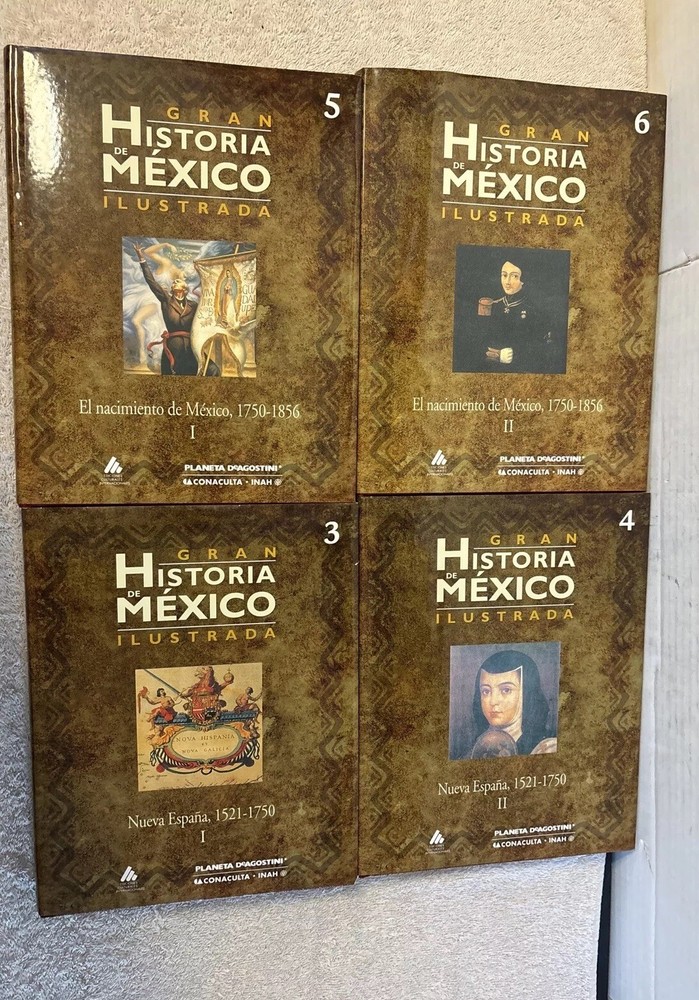 5
GRAN
HISTORIA
DE
MÉXICO
ILUSTRADA
El nacimiento de México, 1750-1856
I
PLANETA DEAGOSTINI
CONACULTA · INAH
6
GRAN
HISTORIA
DE
MÉXICO
ILUSTRADA
El nacimiento de México, 1750-1856
II
PLANETA DEAGOSTINI
CONACULTA · INAH
3
GRAN
HISTORIA
DE
MÉXICO
ILUSTRADA
NOVA HISPANIA
ET
NOVA GALICIA
Nueva España, 1521-1750
I
PLANETA DEAGOSTINI
CONACULTA · INAH
4
GRAN
HISTORIA
DE
MÉXICO
ILUSTRADA
Nueva España, 1521-1750
II
PLANETA DEAGOSTINI
CONACULTA · INAH